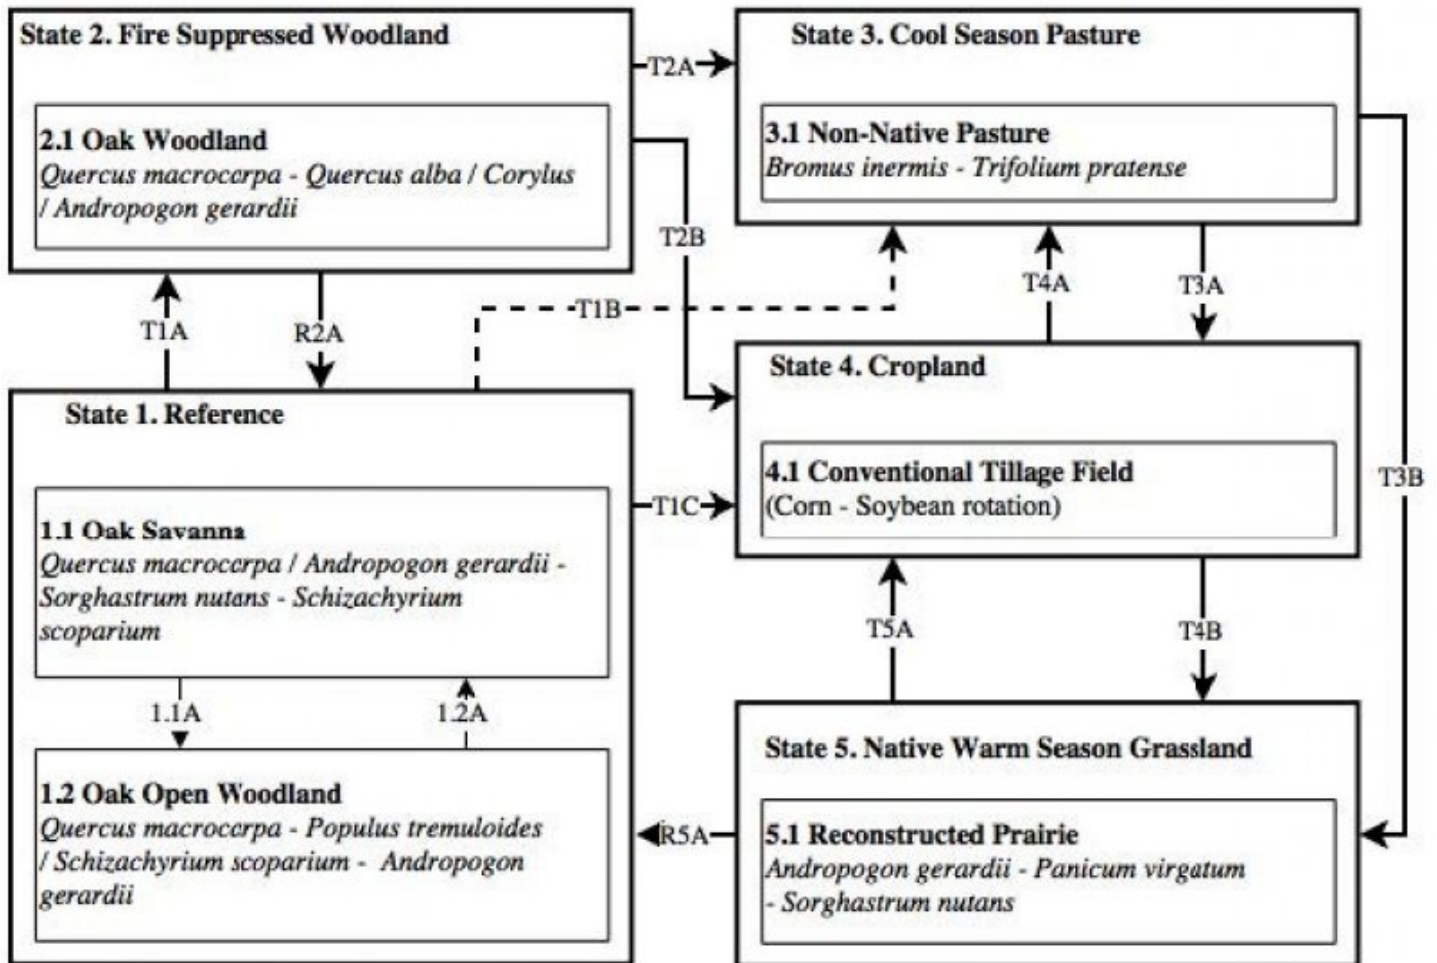 State 2. Fire Suppressed Woodland
2.1 Oak Woodland
Quercus macrocarpa - Quercus alba / Corylus
/ Andropogon gerardii
T2A
T2B
State 3. Cool Season Pasture
3.1 Non-Native Pasture
Bromus inermis - Trifolium pratense
T1A
R2A
T1B
T4A
T3A
T3B
State 1. Reference
1.1 Oak Savanna
Quercus macrocarpa / Andropogon gerardii -
Sorghastrum nutans - Schizachyrium
scoparium
1.1A
1.2A
1.2 Oak Open Woodland
Quercus macrocarpa - Populus tremuloides
/ Schizachyrium scoparium - Andropogon
gerardii
T1C
State 4. Cropland
4.1 Conventional Tillage Field
(Corn - Soybean rotation)
T5A
T4B
R5A
State 5. Native Warm Season Grassland
5.1 Reconstructed Prairie
Andropogon gerardii - Panicum virgatum
- Sorghastrum nutans